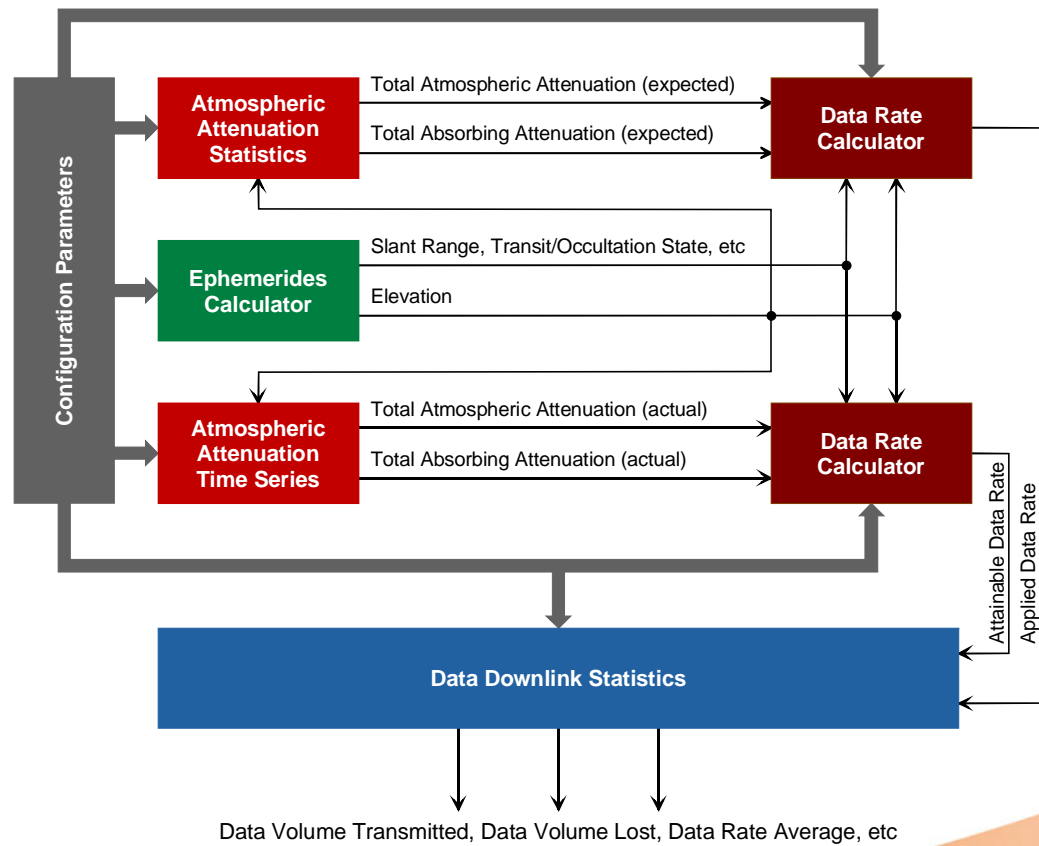 Configuration Parameters
Atmospheric
Attenuation
Statistics
Total Atmospheric Attenuation (expected)
Total Absorbing Attenuation (expected)
Data Rate
Calculator
Ephemerides
Calculator
Slant Range, Transit/Occultation State, etc
Elevation
Atmospheric
Attenuation
Time Series
Total Atmospheric Attenuation (actual)
Total Absorbing Attenuation (actual)
Data Rate
Calculator
Attainable Data Rate
Applied Data Rate
Data Downlink Statistics
Data Volume Transmitted, Data Volume Lost, Data Rate Average, etc